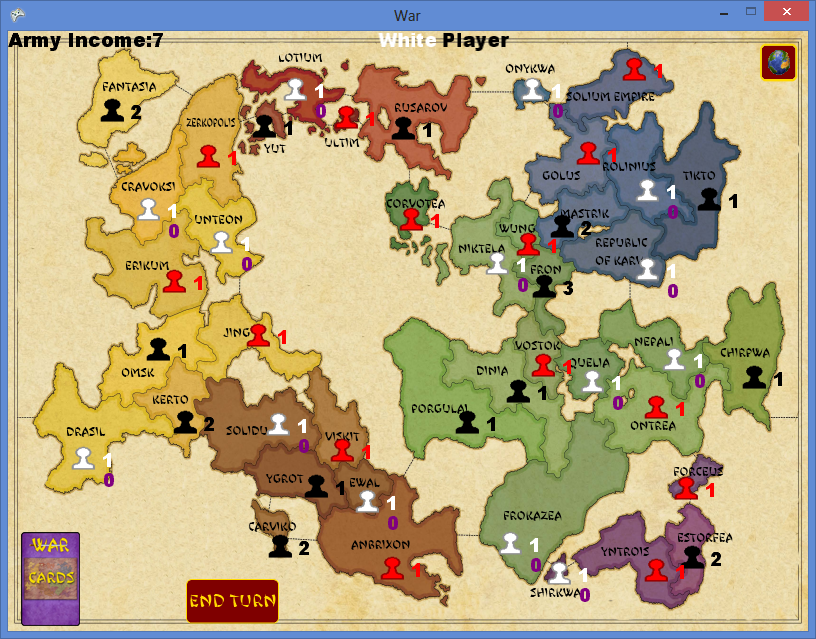 War
Army Income:7
White Player
LOTIUM
1
0
FANTASIA
2
ZERKOPOLIS
1
YUT
1
ULTIM
1
RUSAROV
1
ONYKWA
1
0
SOLIUM EMPIRE
1
CRAVOKSI
1
0
UNTEON
1
0
ERIKUM
1
CORVOTEA
1
GOLUS
1
ROLINIUS
1
0
TIKTO
1
MASTRIK
2
WUNG
1
NIKTELA
1
0
FRON
3
REPUBLIC
OF KARI
1
0
JING
1
OMSK
1
KERTO
2
DRASIL
1
0
SOLIDU
1
0
VISKIT
1
YGROT
1
EWAL
1
0
CARVIKO
2
ANBRIXON
1
VOSTOK
1
DINIA
1
QUELIA
1
0
NEPALI
1
0
CHIRPWA
1
PORGULAI
1
ONTREA
1
FORCEUS
1
FROKAZEA
1
0
SHIRKWA
1
0
YNTROIS
1
ESTORFEA
2
WAR
CARDS
END TURN